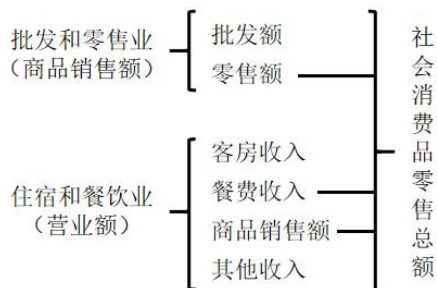 批发和零售业
（商品销售额）
批发额
零售额
住宿和餐饮业
（营业额）
客房收入
餐费收入
商品销售额
其他收入
社会消费品零售总额